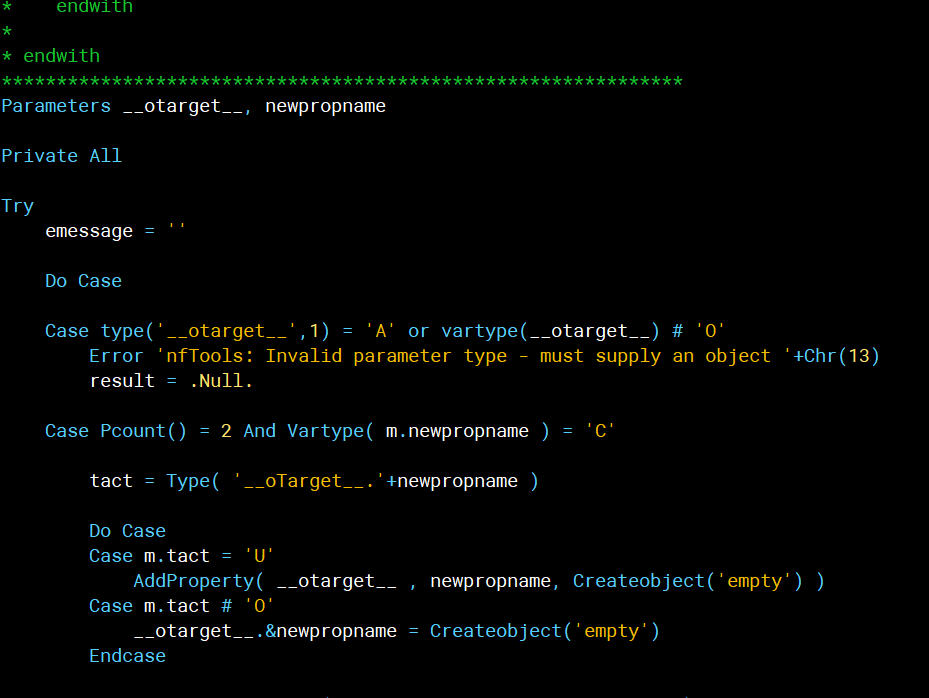 *    endwith
*
* endwith
**************************************************************
Parameters __otarget__, newpropname
Private All
Try
emessage = ''
Do Case
Case type('__otarget__',1) = 'A' or vartype(__otarget__) # 'O'
Error 'nfTools: Invalid parameter type - must supply an object '+Chr(13)
result = .Null.
Case Pcount() = 2 And Vartype( m.newpropname ) = 'C'
tact = Type( '__oTarget__.'+newpropname )
Do Case
Case m.tact = 'U'
AddProperty( __otarget__ , newpropname, Createobject('empty') )
Case m.tact # 'O'
__otarget__.&newpropname = Createobject('empty')
Endcase